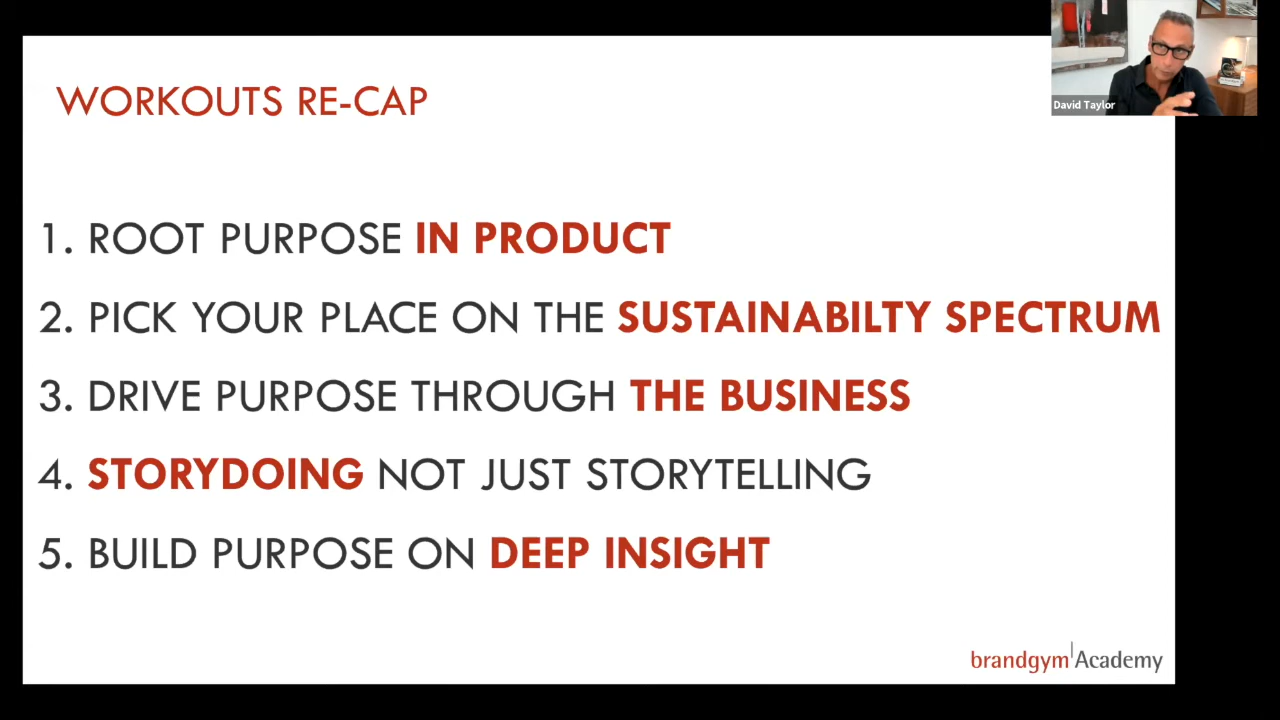 WORKOUTS RE-CAP
David Taylor
1. ROOT PURPOSE IN PRODUCT
2. PICK YOUR PLACE ON THE SUSTAINABILTY SPECTRUM
3. DRIVE PURPOSE THROUGH THE BUSINESS
4. STORYDOING NOT JUST STORYTELLING
5. BUILD PURPOSE ON DEEP INSIGHT
brandgym Academy